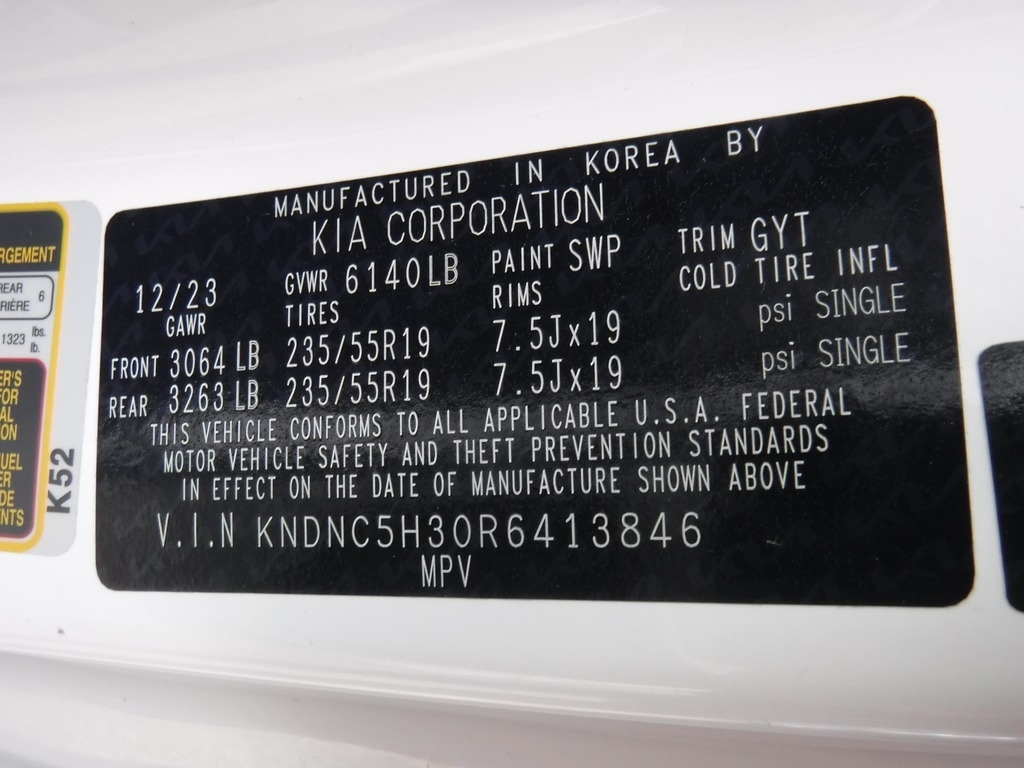 MANUFACTURED IN KOREA BY
KIA CORPORATION
12/23 GVWR 6140LB PAINT SWP TRIM GYT
GAWR TIRES RIMS COLD TIRE INFL
FRONT 3064 LB 235/55R19 7.5Jx19 psi SINGLE
REAR 3263 LB 235/55R19 7.5Jx19 psi SINGLE
THIS VEHICLE CONFORMS TO ALL APPLICABLE U.S.A. FEDERAL
MOTOR VEHICLE SAFETY AND THEFT PREVENTION STANDARDS
IN EFFECT ON THE DATE OF MANUFACTURE SHOWN ABOVE
V.I.N KNDNC5H30R6413846
MPV
K52
6
1323 lbs.
lb.